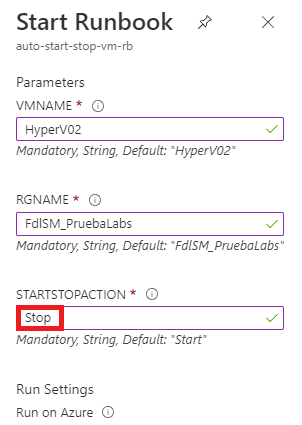 Start Runbook
auto-start-stop-vm-rb
Parameters
VMNAME *
HyperV02
Mandatory, String, Default: "HyperV02"
RGNAME *
FdlSM_PruebaLabs
Mandatory, String, Default: "FdlSM_PruebaLabs"
STARTSTOPACTION *
Stop
Mandatory, String, Default: "Start"
Run Settings
Run on Azure